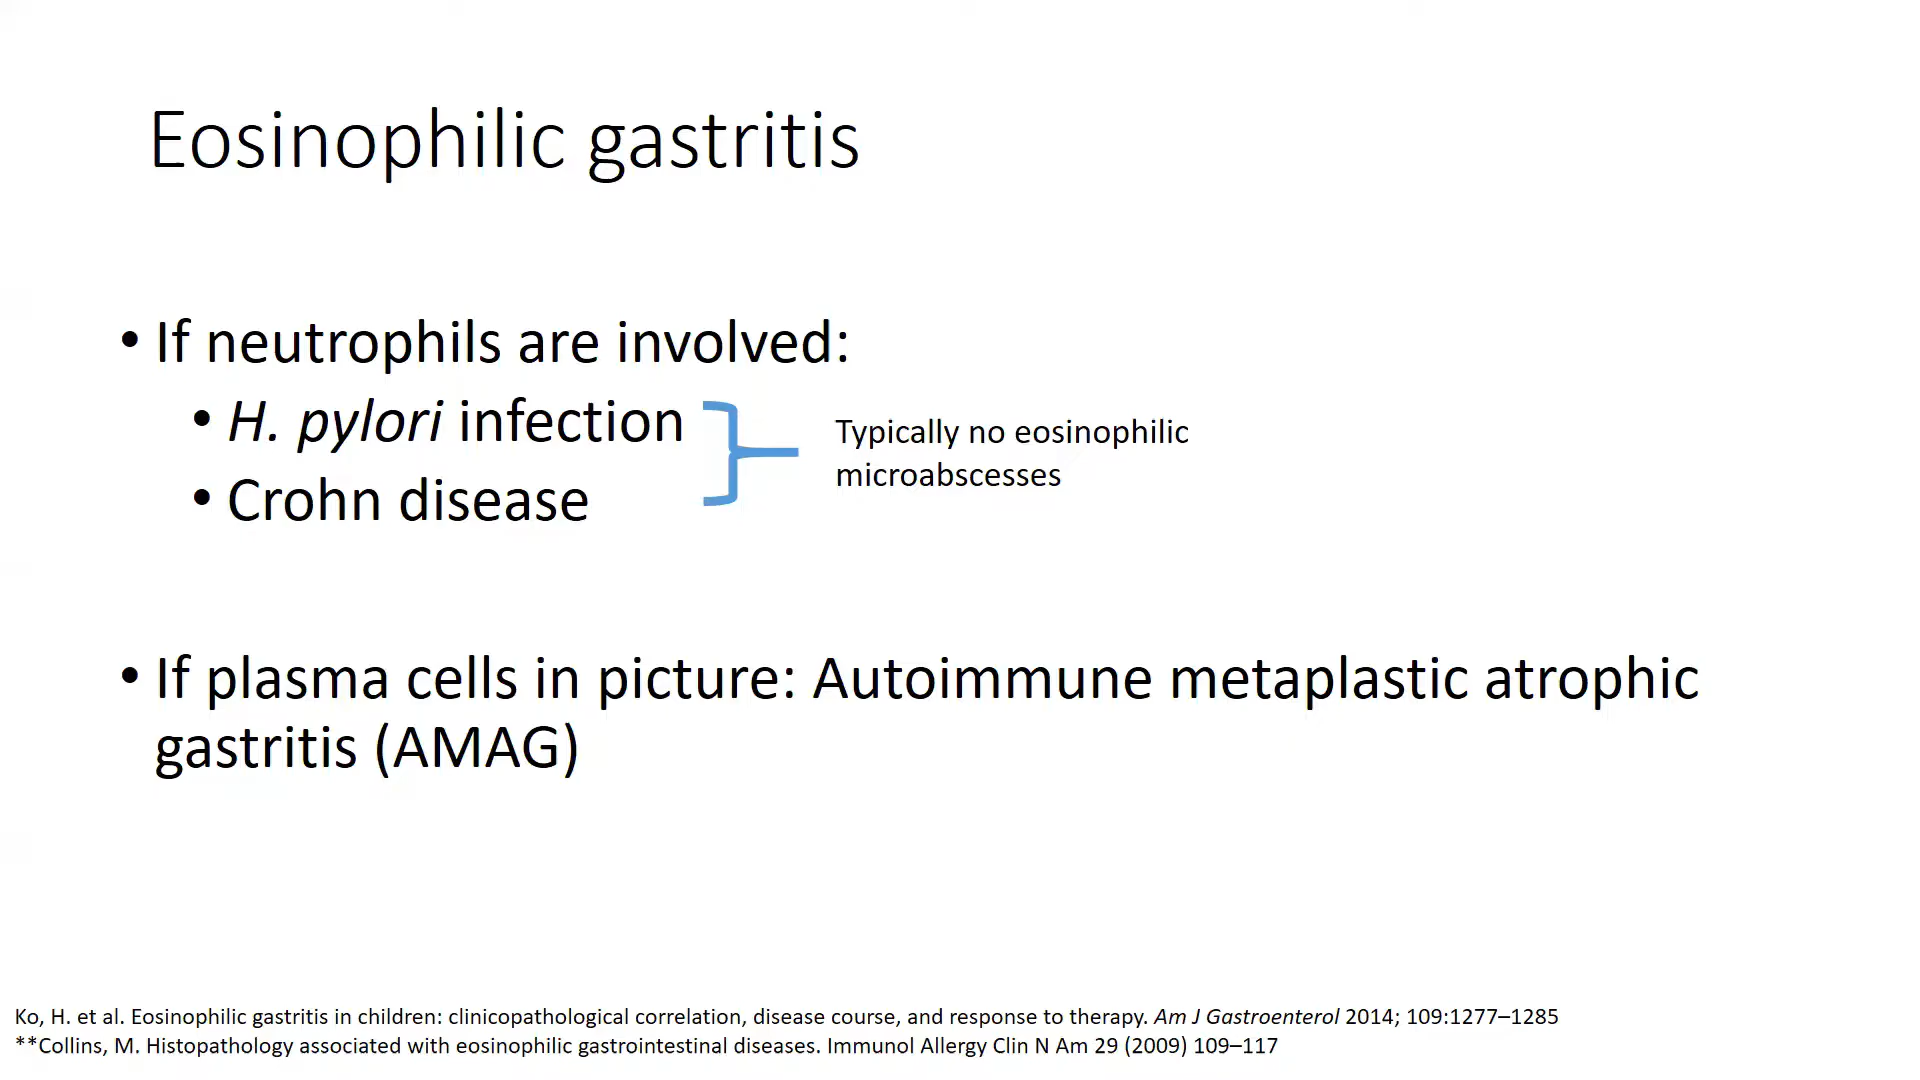 Eosinophilic gastritis
• If neutrophils are involved:
• H. pylori infection
• Crohn disease
Typically no eosinophilic
microabscesses
• If plasma cells in picture: Autoimmune metaplastic atrophic
gastritis (AMAG)
Ko, H. et al. Eosinophilic gastritis in children: clinicopathological correlation, disease course, and response to therapy. Am J Gastroenterol 2014; 109:1277–1285
**Collins, M. Histopathology associated with eosinophilic gastrointestinal diseases. Immunol Allergy Clin N Am 29 (2009) 109–117